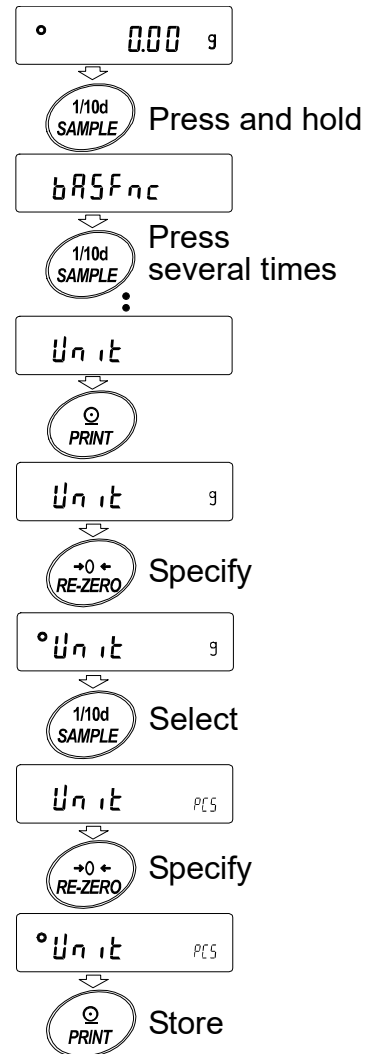 0.00 g
1/10d
SAMPLE
Press and hold
bASFnc
1/10d
SAMPLE
Press
several times
Unit
PRINT
Unit g
→0←
RE-ZERO
Specify
Unit g
1/10d
SAMPLE
Select
Unit PCS
→0←
RE-ZERO
Specify
Unit PCS
PRINT
Store